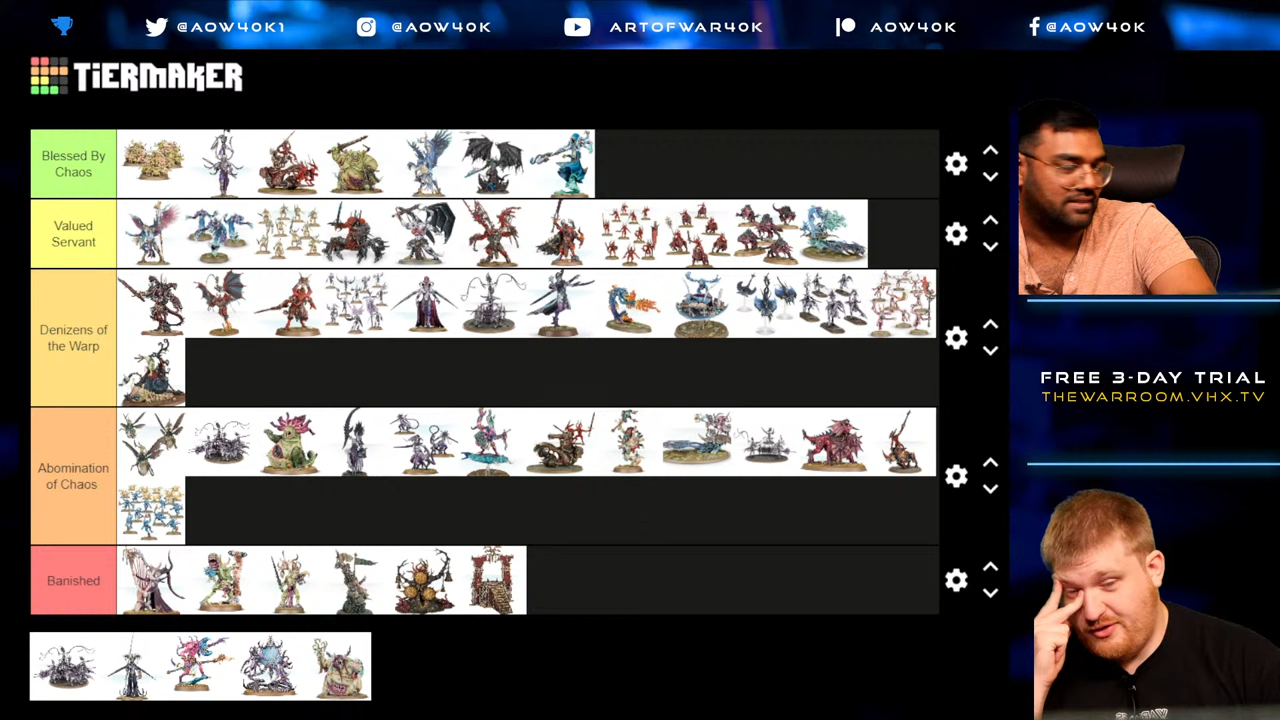 @AOW40K1
@AOW40K
ARTOFWAR40K
AOW40K
@AOW40K
TiERMAKER
Blessed By
Chaos
Valued
Servant
Denizens of
the Warp
FREE 3-DAY TRIAL
THEWARROOM.VHX.TV
Abomination
of Chaos
Banished